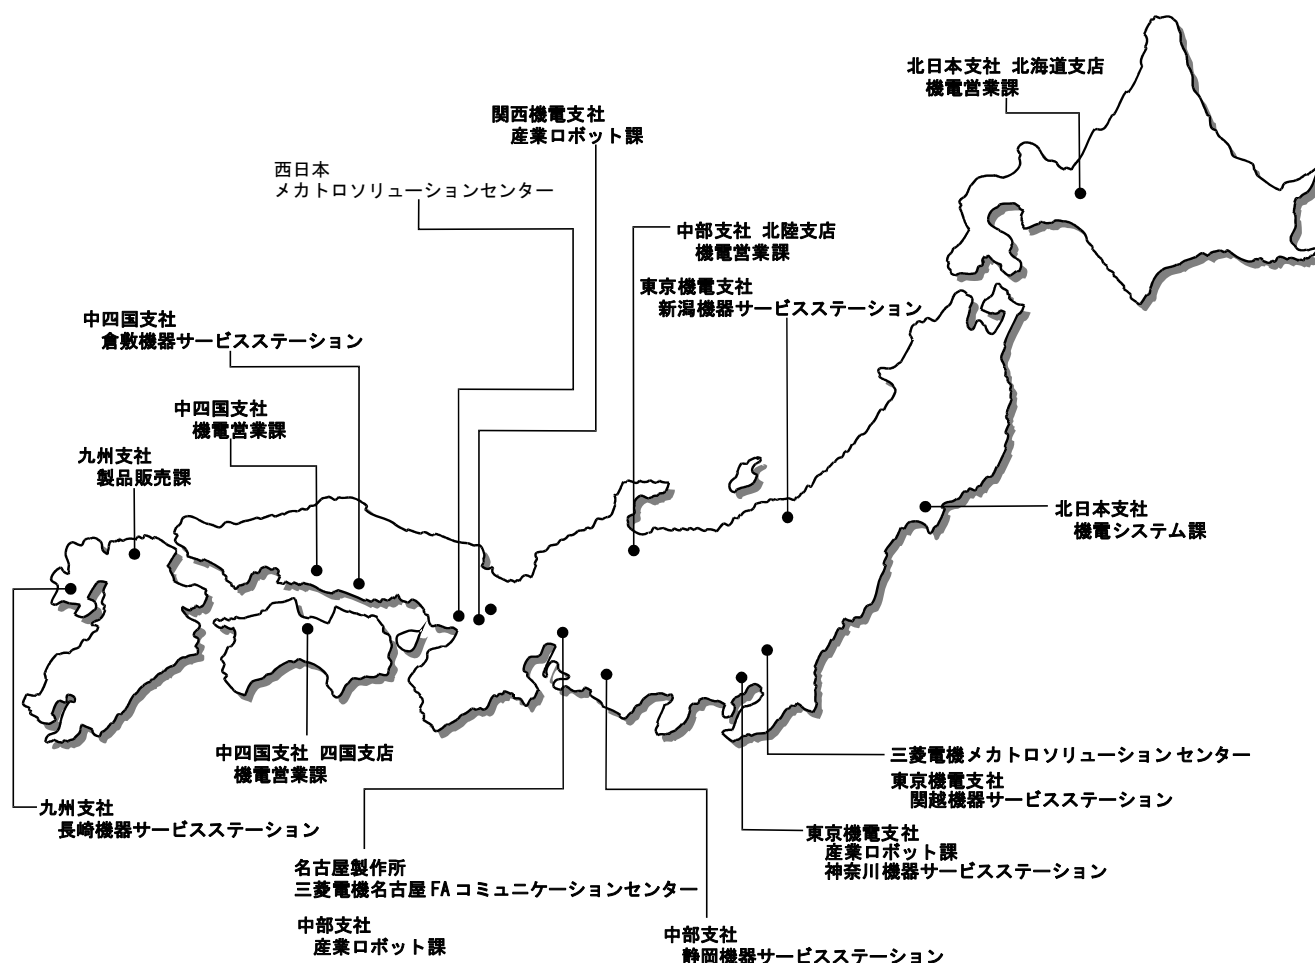 北日本支社 北海道支店
機電営業課
関西機電支社
産業ロボット課
西日本
メカトロソリューションセンター
中部支社 北陸支店
機電営業課
東京機電支社
新潟機器サービスステーション
中四国支社
倉敷機器サービスステーション
中四国支社
機電営業課
九州支社
製品販売課
北日本支社
機電システム課
中四国支社 四国支店
機電営業課
三菱電機メカトロソリューションセンター
東京機電支社
関越機器サービスステーション
九州支社
長崎機器サービスステーション
東京機電支社
産業ロボット課
神奈川機器サービスステーション
名古屋製作所
三菱電機名古屋FAコミュニケーションセンター
中部支社
産業ロボット課
中部支社
静岡機器サービスステーション